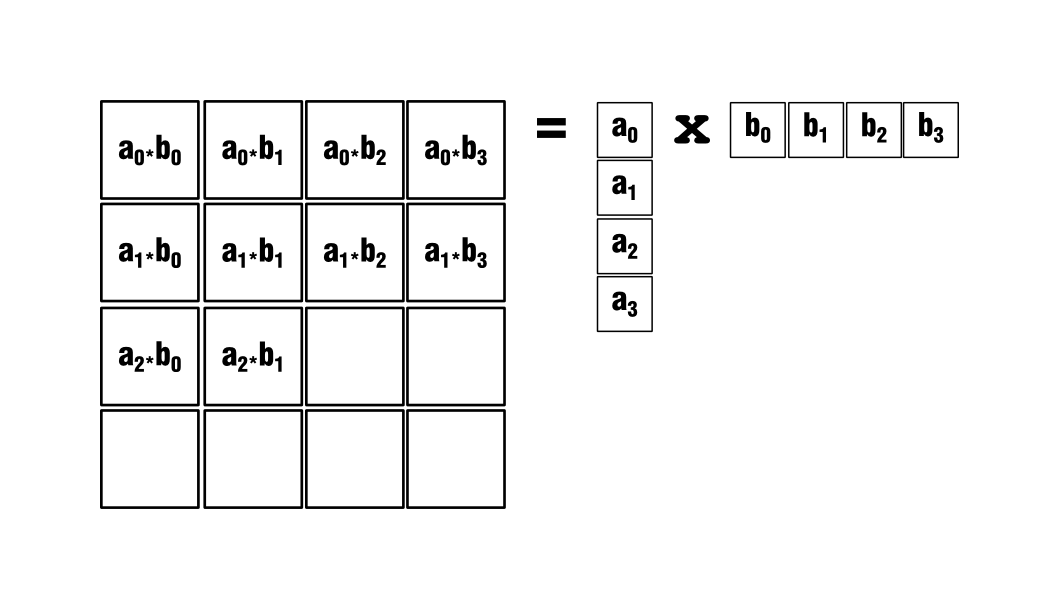 a₀*b₀ a₀*b₁ a₀*b₂ a₀*b₃ = a₀ x b₀ b₁ b₂ b₃
a₁
a₁*b₀ a₁*b₁ a₁*b₂ a₁*b₃ a₂
a₃
a₂*b₀ a₂*b₁